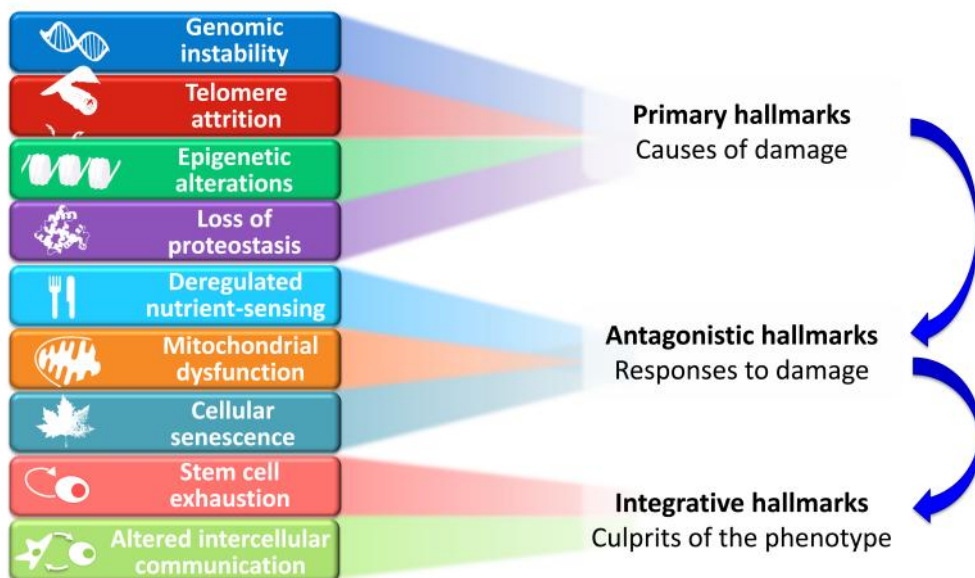 Genomic
instability
Telomere
attrition
Epigenetic
alterations
Loss of
proteostasis
Deregulated
nutrient-sensing
Mitochondrial
dysfunction
Cellular
senescence
Stem cell
exhaustion
Altered intercellular
communication
Primary hallmarks
Causes of damage
Antagonistic hallmarks
Responses to damage
Integrative hallmarks
Culprits of the phenotype